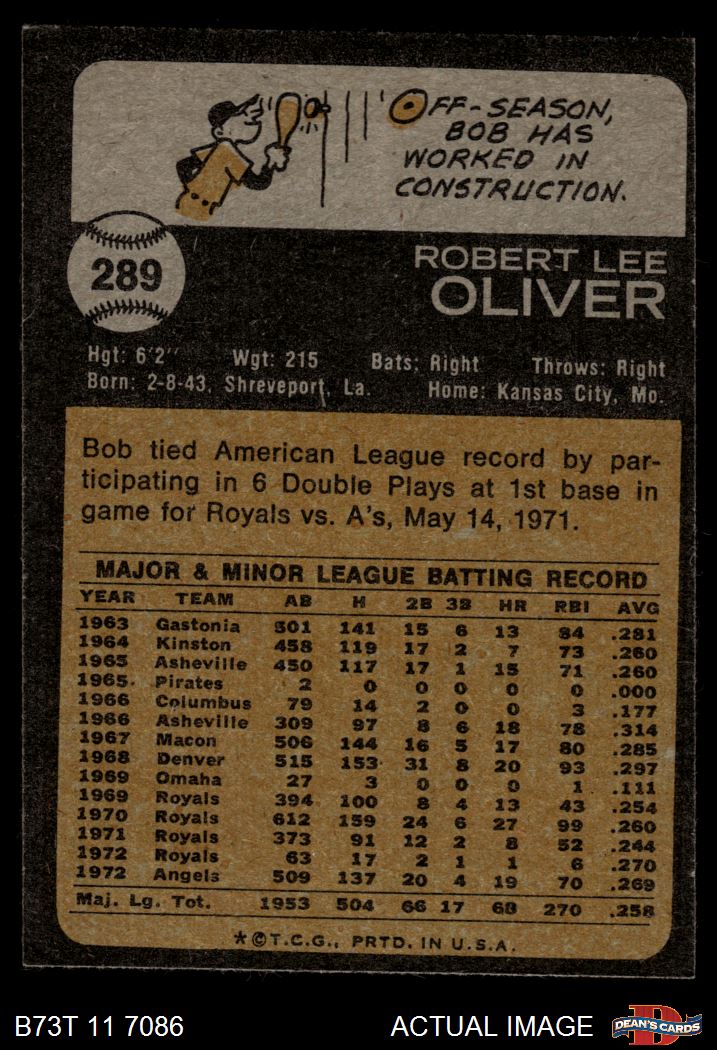 OFF-SEASON,
BOB HAS
WORKED IN
CONSTRUCTION.
289
ROBERT LEE
OLIVER
Hgt: 6'2" Wgt: 215 Bats: Right Throws: Right
Born: 2-8-43, Shreveport, La. Home: Kansas City, Mo.
Bob tied American League record by par-
ticipating in 6 Double Plays at 1st base in
game for Royals vs. A's, May 14, 1971.
MAJOR & MINOR LEAGUE BATTING RECORD
YEAR TEAM AB H 2B 3B HR RBI AVG
1963 Gastonia 501 141 15 6 13 84 .281
1964 Kinston 458 119 17 2 7 73 .260
1965 Asheville 450 117 17 1 15 71 .260
1965 Pirates 2 0 0 0 0 0 .000
1966 Columbus 79 14 2 0 0 3 .177
1966 Asheville 309 97 8 6 18 78 .314
1967 Macon 506 144 16 5 17 80 .285
1968 Denver 515 153 31 8 20 93 .297
1969 Omaha 27 3 0 0 0 1 .111
1969 Royals 394 100 8 4 13 43 .254
1970 Royals 612 159 24 6 27 99 .260
1971 Royals 373 91 12 2 8 52 .244
1972 Royals 63 17 2 1 1 6 .270
1972 Angels 509 137 20 4 19 70 .269
Maj. Lg. Tot. 1953 504 66 17 68 270 .258
*©T.C.G., PRTD. IN U.S.A.
B73T 11 7086 ACTUAL IMAGE DEAN'S CARDS